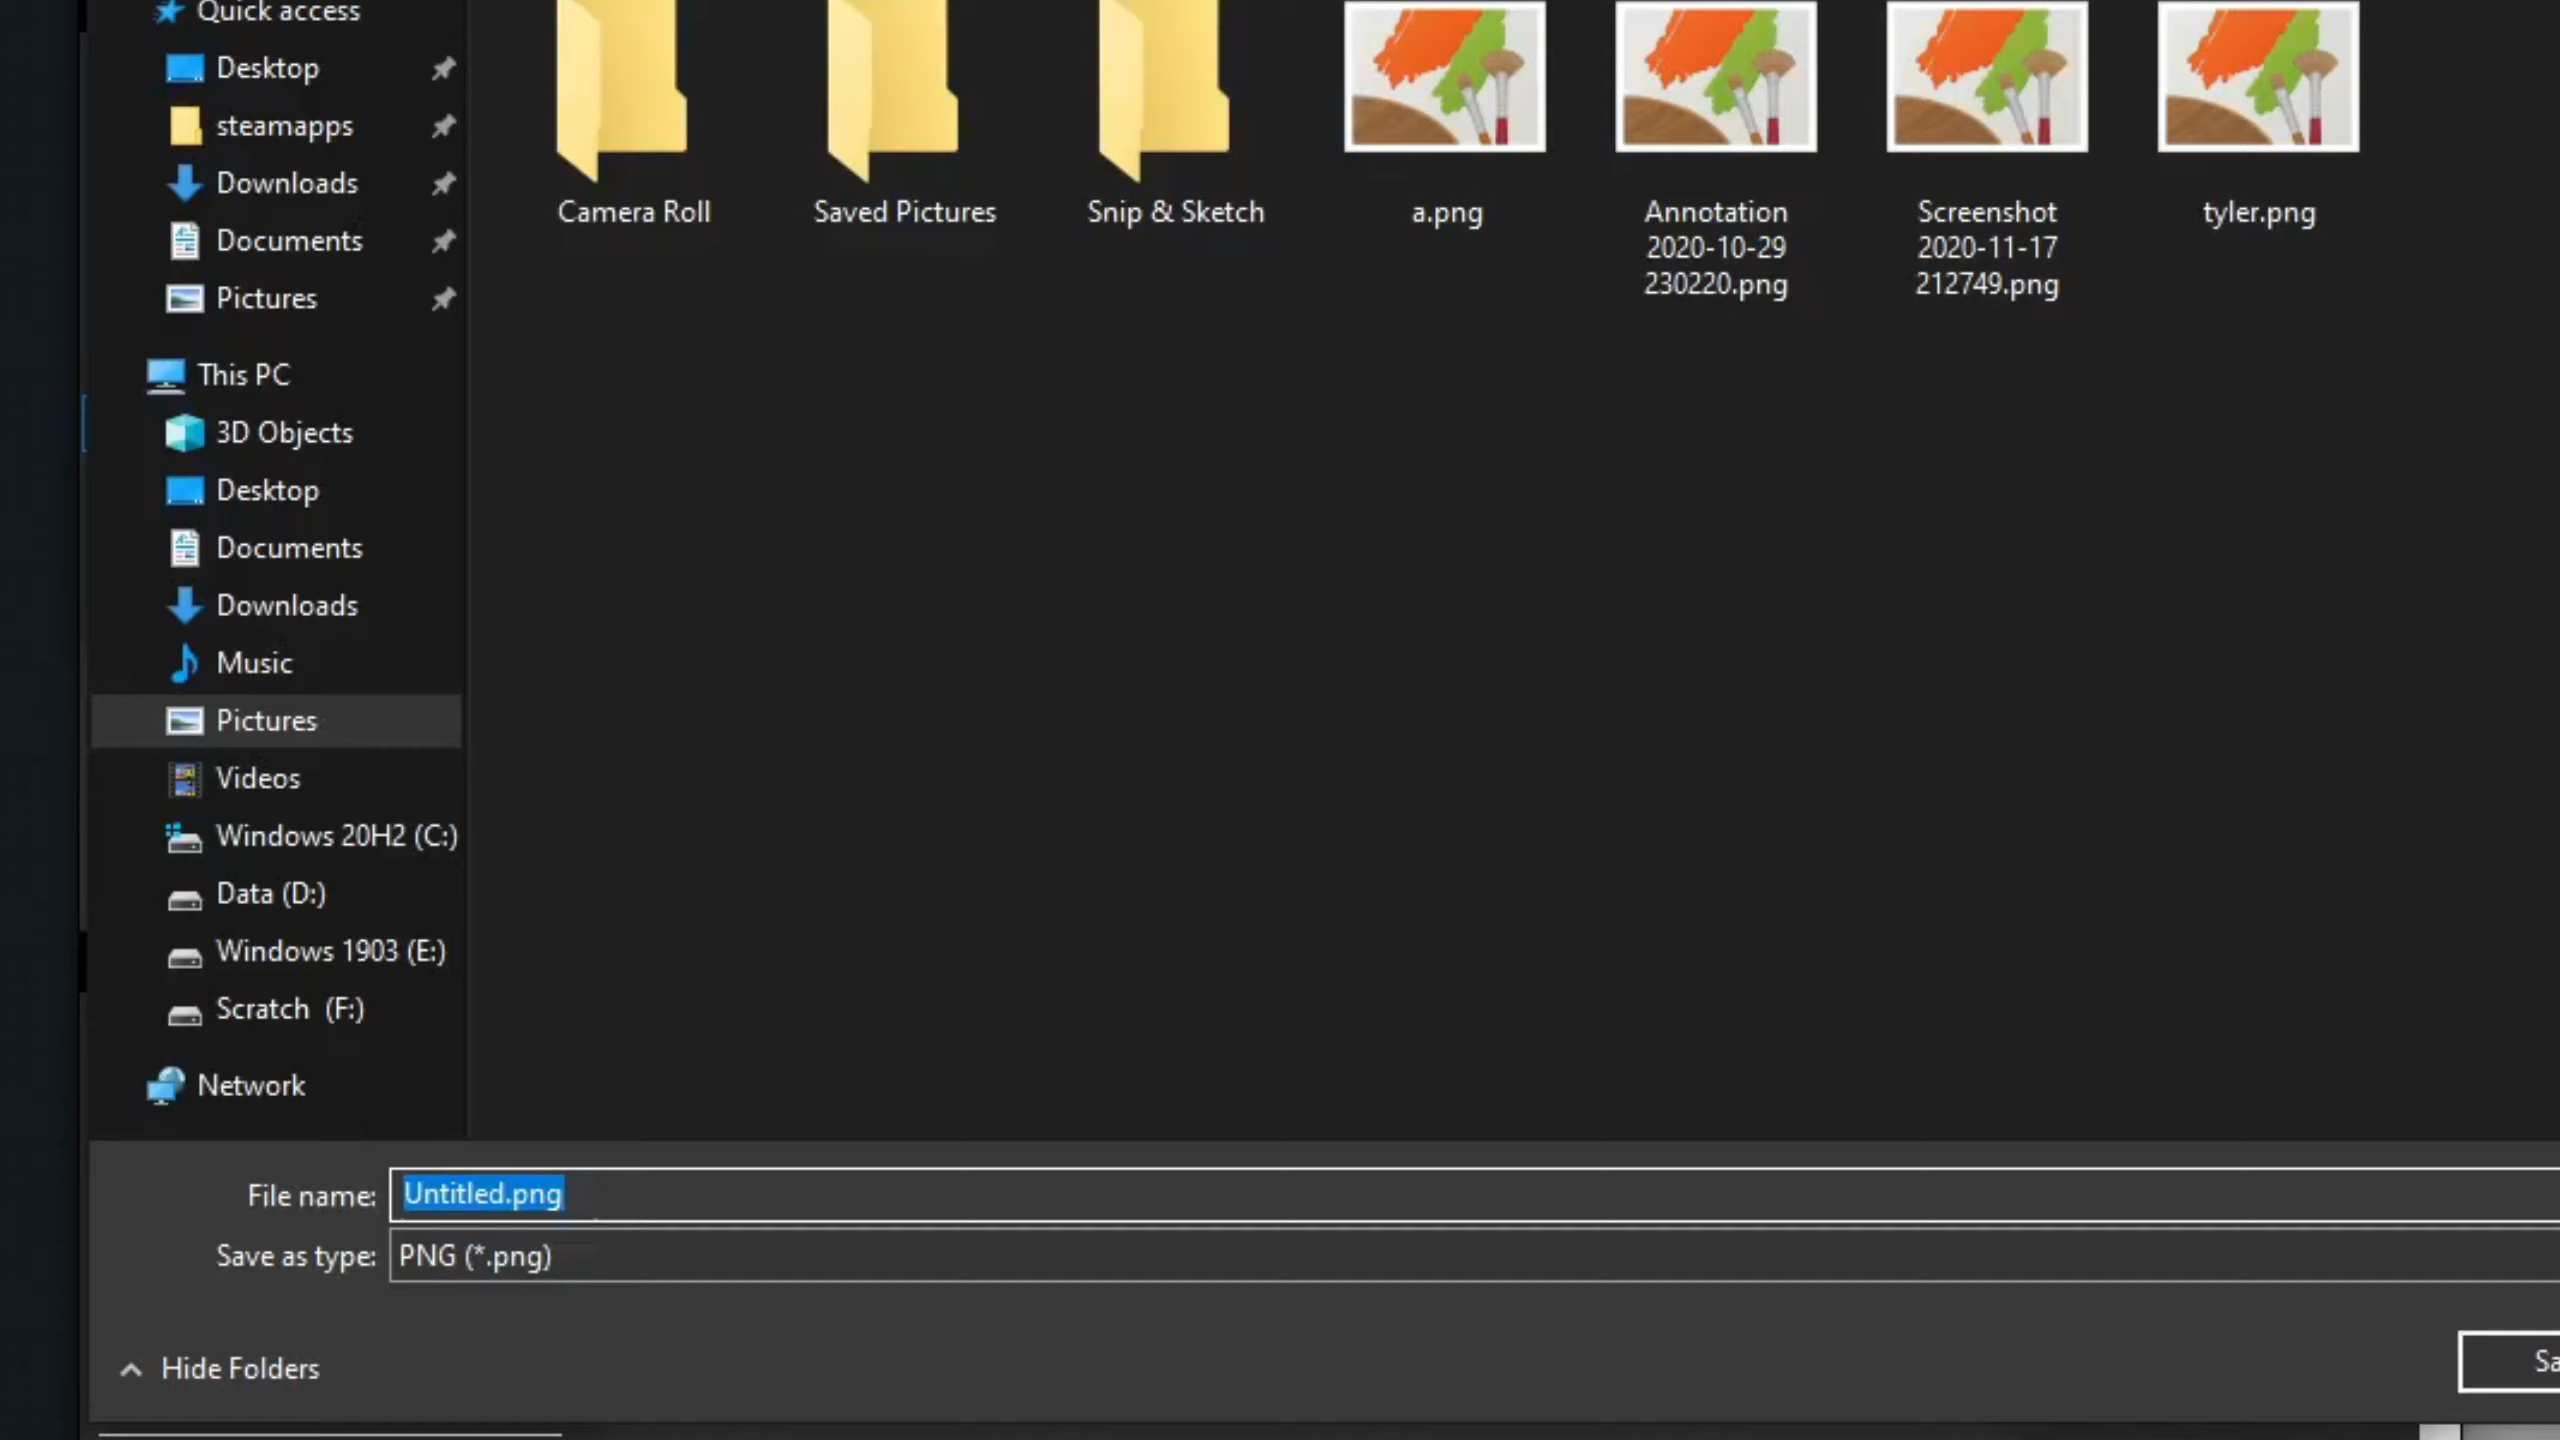 Quick access
Desktop
steamapps
Downloads
Documents
Pictures
This PC
3D Objects
Desktop
Documents
Downloads
Music
Pictures
Videos
Windows 20H2 (C:)
Data (D:)
Windows 1903 (E:)
Scratch  (F:)
Network
Camera Roll
Saved Pictures
Snip & Sketch
a.png
Annotation
2020-10-29
230220.png
Screenshot
2020-11-17
212749.png
tyler.png
File name: Untitled.png
Save as type: PNG (*.png)
Hide Folders
Sa